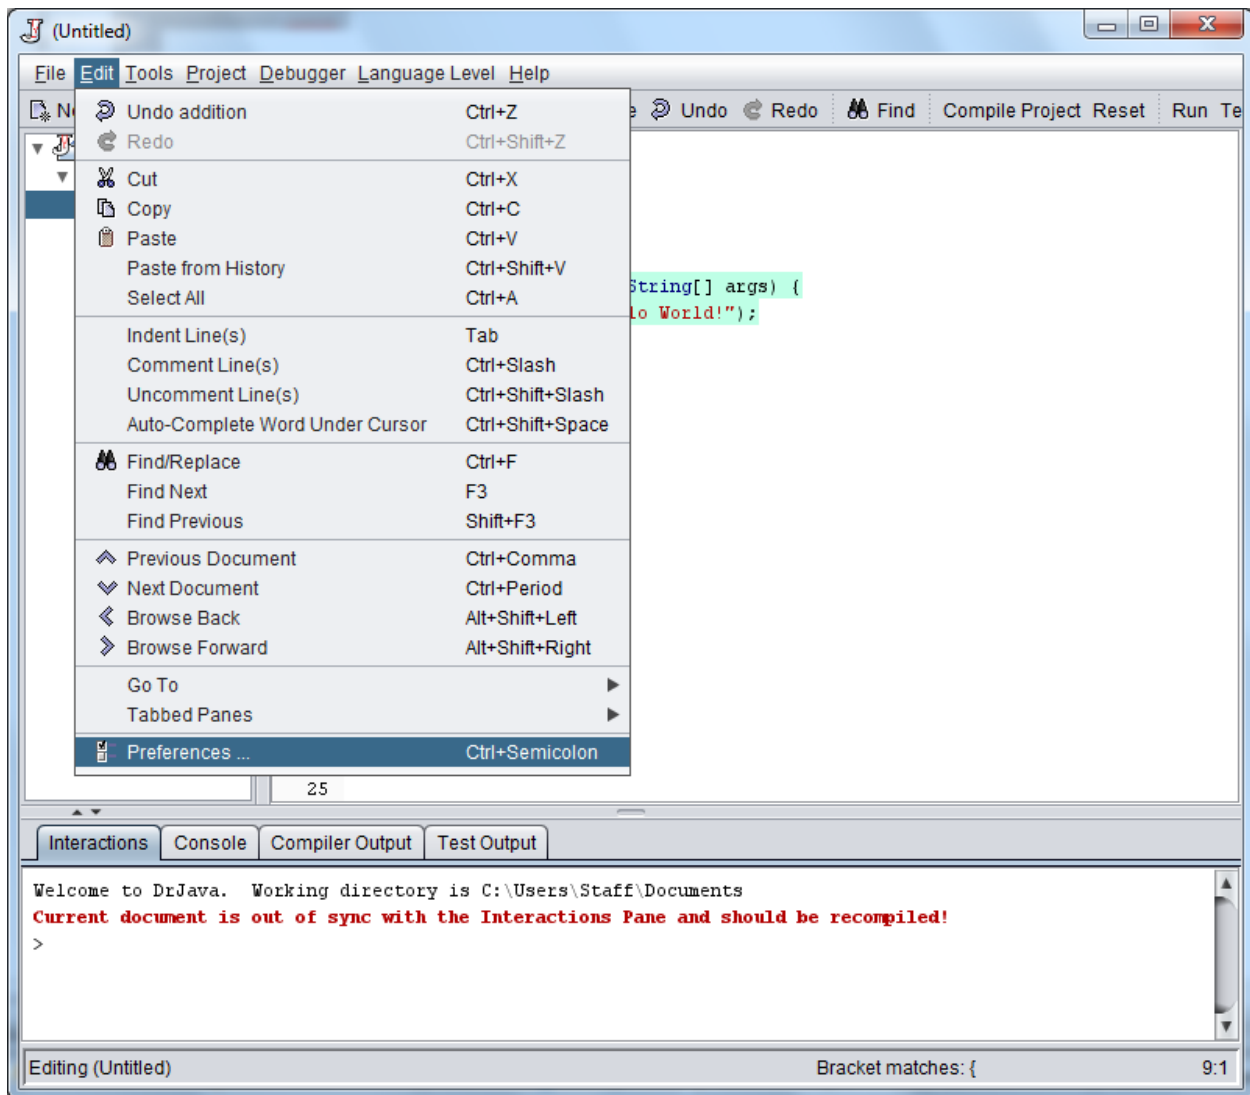 (Untitled)
File Edit Tools Project Debugger Language Level Help
Undo Redo Find Compile Project Reset Run
Undo addition Ctrl+Z
Redo Ctrl+Shift+Z
Cut Ctrl+X
Copy Ctrl+C
Paste Ctrl+V
Paste from History Ctrl+Shift+V
Select All Ctrl+A
String[] args) {
lo World!");
Indent Line(s) Tab
Comment Line(s) Ctrl+Slash
Uncomment Line(s) Ctrl+Shift+Slash
Auto-Complete Word Under Cursor Ctrl+Shift+Space
Find/Replace Ctrl+F
Find Next F3
Find Previous Shift+F3
Previous Document Ctrl+Comma
Next Document Ctrl+Period
Browse Back Alt+Shift+Left
Browse Forward Alt+Shift+Right
Go To
Tabbed Panes
Preferences ... Ctrl+Semicolon
25
Interactions Console Compiler Output Test Output
Welcome to DrJava.  Working directory is C:\Users\Staff\Documents
Current document is out of sync with the Interactions Pane and should be recompiled!
>
Editing (Untitled) Bracket matches: { 9:1